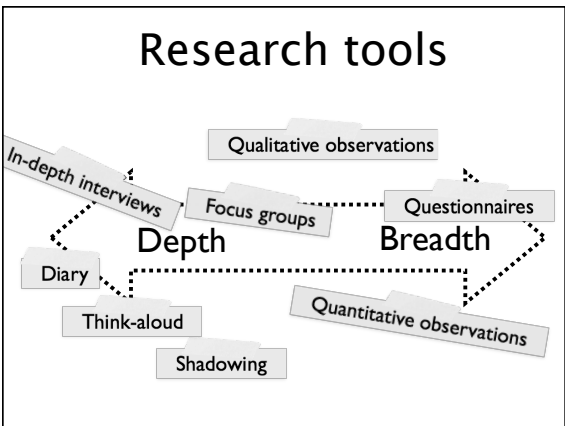 Research tools
Qualitative observations
In-depth interviews
Focus groups
Questionnaires
Depth
Breadth
Diary
Think-aloud
Quantitative observations
Shadowing